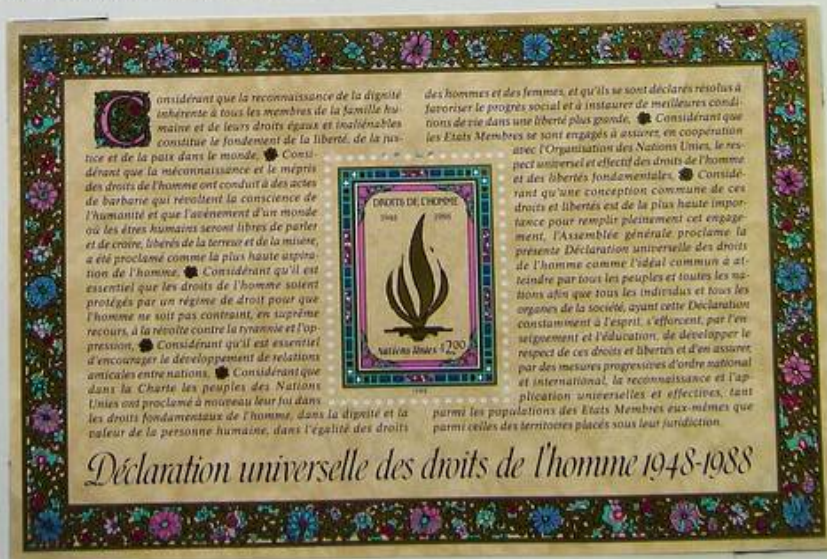 Considérant que la reconnaissance de la dignité
inhérente à tous les membres de la famille hu-
maine et de leurs droits égaux et inaliénables
constitue le fondement de la liberté, de la jus-
tice et de la paix dans le monde, Consi-
dérant que la méconnaissance et le mépris
des droits de l'homme ont conduit à des actes
de barbarie qui révoltent la conscience de
l'humanité et que l'avènement d'un monde
où les êtres humains seront libres de parler
et de croire, libérés de la terreur et de la misère,
a été proclamé comme la plus haute aspira-
tion de l'homme, Considérant qu'il est
essentiel que les droits de l'homme soient
protégés par un régime de droit pour que
l'homme ne soit pas contraint, en suprême
recours, à la révolte contre la tyrannie et l'op-
pression, Considérant qu'il est essentiel
d'encourager le développement de relations
amicales entre nations, Considérant que
dans la Charte les peuples des Nations
Unies ont proclamé à nouveau leur foi dans
les droits fondamentaux de l'homme, dans la dignité et la
valeur de la personne humaine, dans l'égalité des droits
des hommes et des femmes, et qu'ils se sont déclarés résolus à
favoriser le progrès social et à instaurer de meilleures condi-
tions de vie dans une liberté plus grande, Considérant que
les Etats Membres se sont engagés à assurer, en coopération
avec l'Organisation des Nations Unies, le res-
pect universel et effectif des droits de l'homme
et des libertés fondamentales, Considé-
rant qu'une conception commune de ces
droits et libertés est de la plus haute impor-
tance pour remplir pleinement cet engage-
ment, l'Assemblée générale proclame la
présente Déclaration universelle des droits
de l'homme comme l'idéal commun à at-
teindre par tous les peuples et toutes les na-
tions afin que tous les individus et tous les
organes de la société, ayant cette Déclaration
constamment à l'esprit, s'efforcent, par l'en-
seignement et l'éducation, de développer le
respect de ces droits et libertés et d'en assurer,
par des mesures progressives d'ordre national
et international, la reconnaissance et l'ap-
plication universelles et effectives, tant
parmi les populations des Etats Membres eux-mêmes que
parmi celles des territoires placés sous leur juridiction.
DROITS DE L'HOMME
1948 1988
Nations Unies 2,00
1988
Déclaration universelle des droits de l'homme 1948-1988